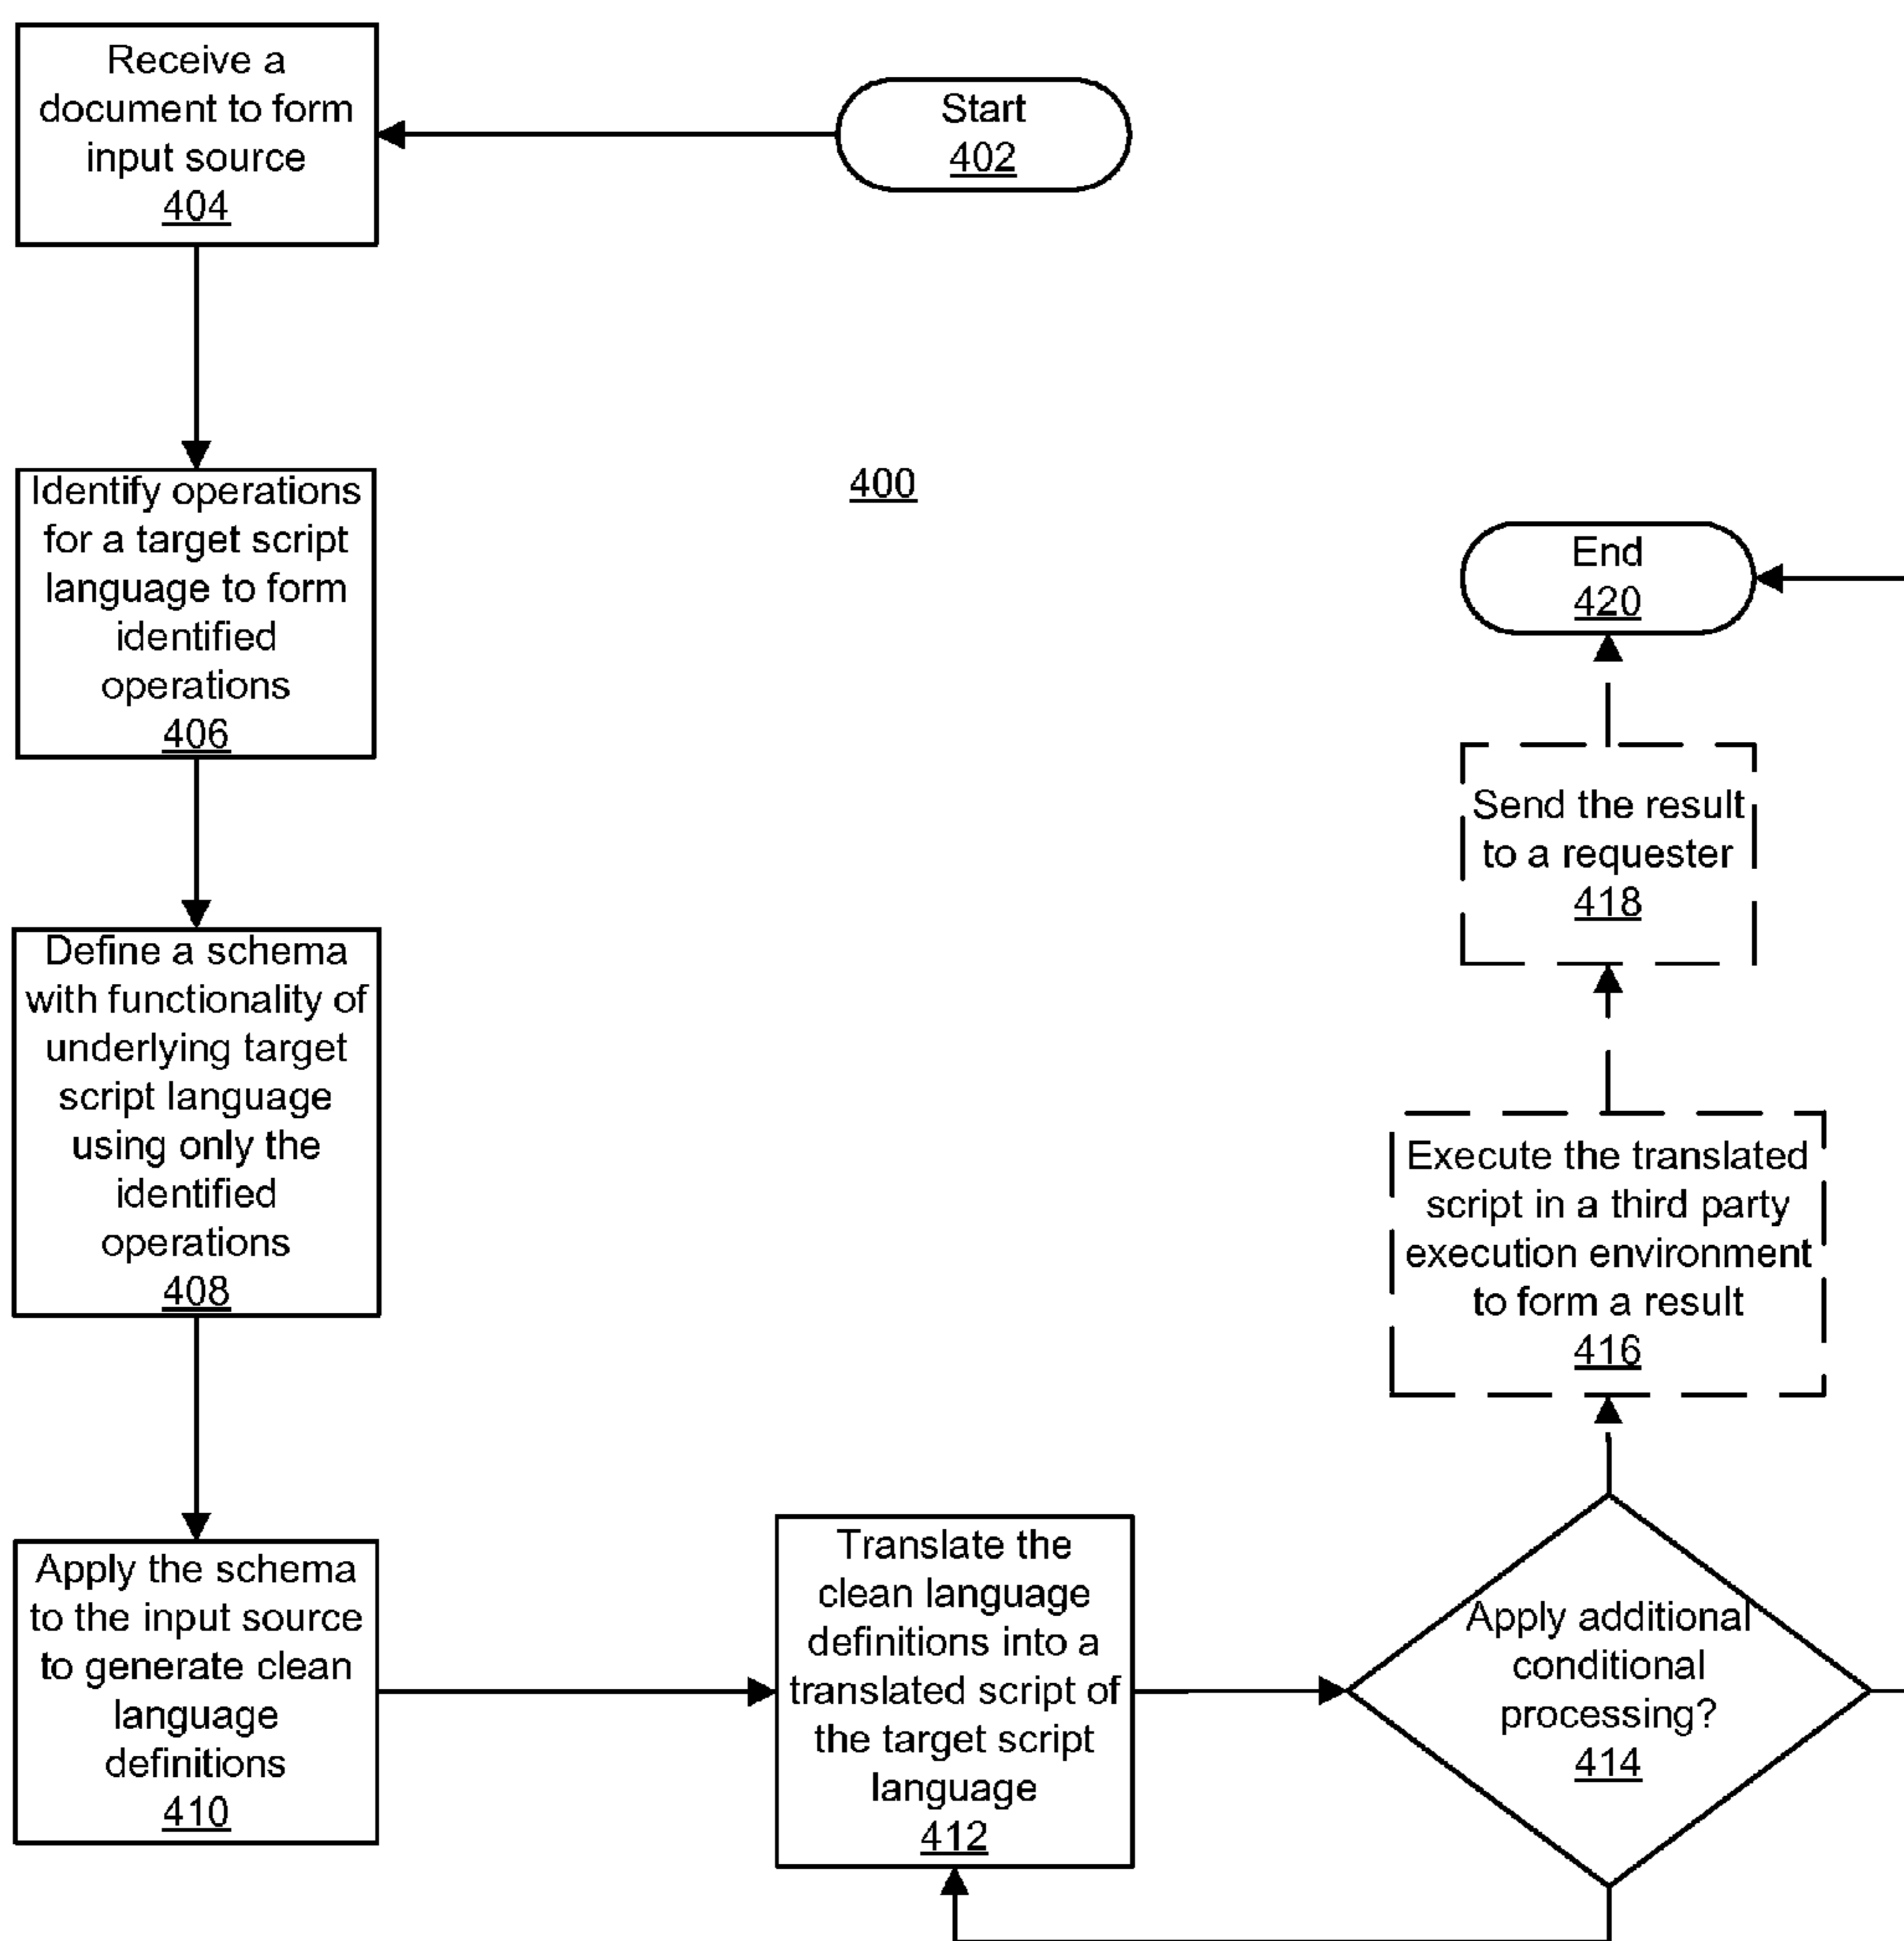 Start
402
Receive a
document to form
input source
404
Identify operations
for a target script
language to form
identified
operations
406
400
Define a schema
with functionality of
underlying target
script language
using only the
identified
operations
408
Apply the schema
to the input source
to generate clean
language
definitions
410
Translate the
clean language
definitions into a
translated script of
the target script
language
412
Apply additional
conditional
processing?
414
Execute the translated
script in a third party
execution environment
to form a result
416
Send the result
to a requester
418
End
420